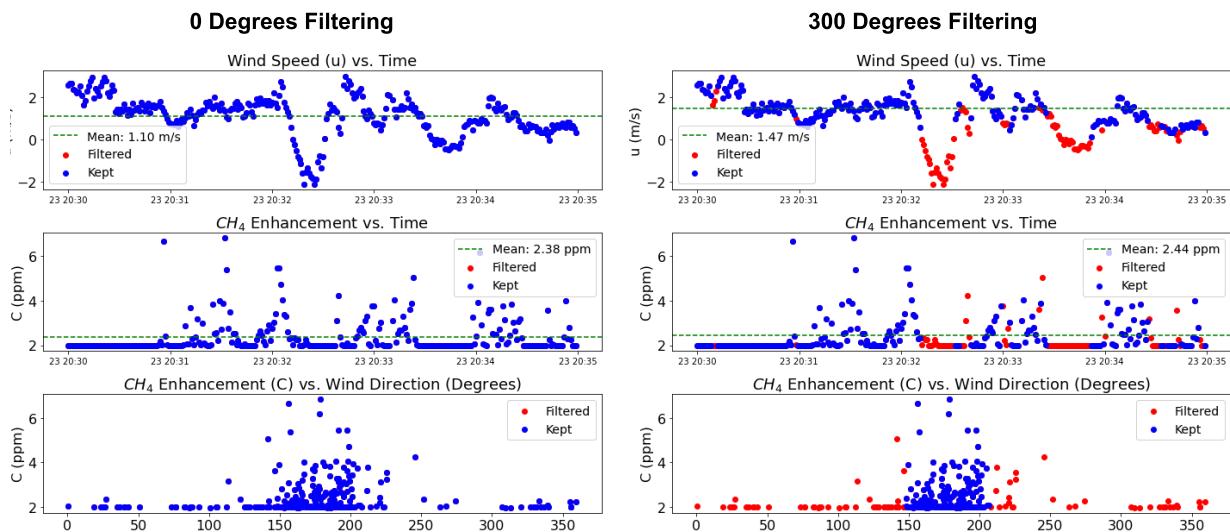 0 Degrees Filtering
Wind Speed (u) vs. Time
2
0
−2
Mean: 1.10 m/s
Filtered
Kept
23 20:30
23 20:31
23 20:32
23 20:33
23 20:34
23 20:35
CH4 Enhancement vs. Time
C (ppm)
6
4
2
Mean: 2.38 ppm
Filtered
Kept
23 20:30
23 20:31
23 20:32
23 20:33
23 20:34
23 20:35
CH4 Enhancement (C) vs. Wind Direction (Degrees)
C (ppm)
6
4
2
Filtered
Kept
0
50
100
150
200
250
300
350
300 Degrees Filtering
Wind Speed (u) vs. Time
u (m/s)
2
0
−2
Mean: 1.47 m/s
Filtered
Kept
23 20:30
23 20:31
23 20:32
23 20:33
23 20:34
23 20:35
CH4 Enhancement vs. Time
C (ppm)
6
4
2
Mean: 2.44 ppm
Filtered
Kept
23 20:30
23 20:31
23 20:32
23 20:33
23 20:34
23 20:35
CH4 Enhancement (C) vs. Wind Direction (Degrees)
C (ppm)
6
4
2
Filtered
Kept
0
50
100
150
200
250
300
350